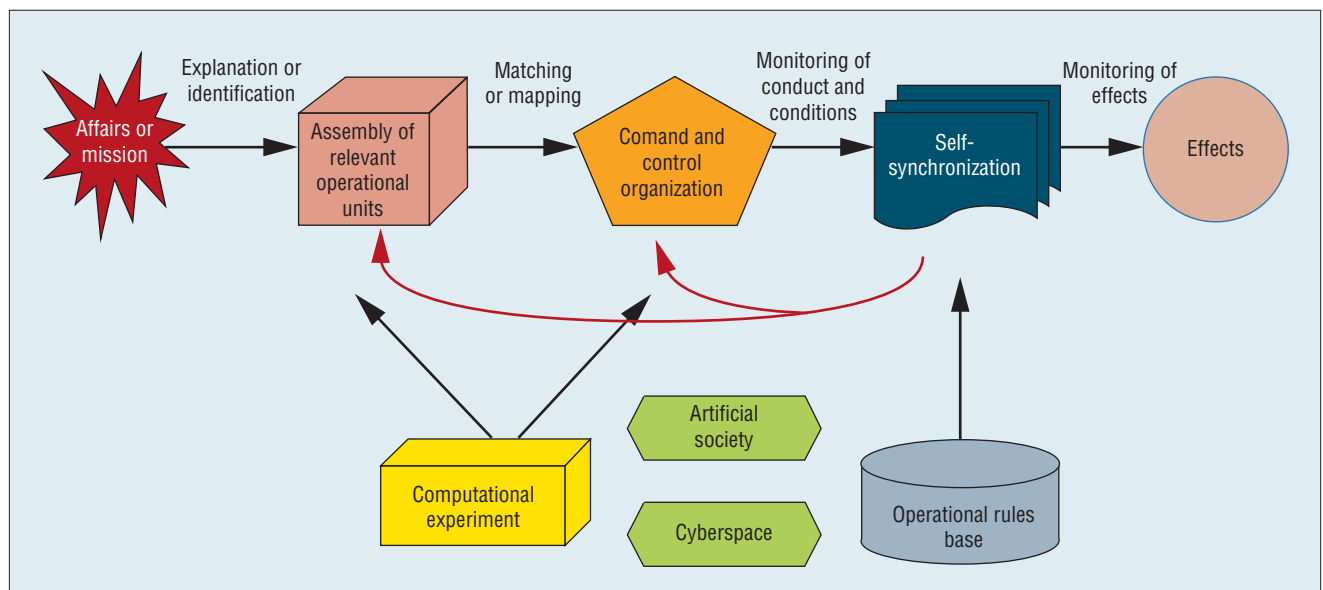 Affairs or
mission
Explanation or
identification
Assembly of
relevant
operational
units
Matching
or mapping
Comand and
control
organization
Monitoring of
conduct and
conditions
Self-
synchronization
Monitoring of
effects
Effects
Computational
experiment
Artificial
society
Cyberspace
Operational rules
base